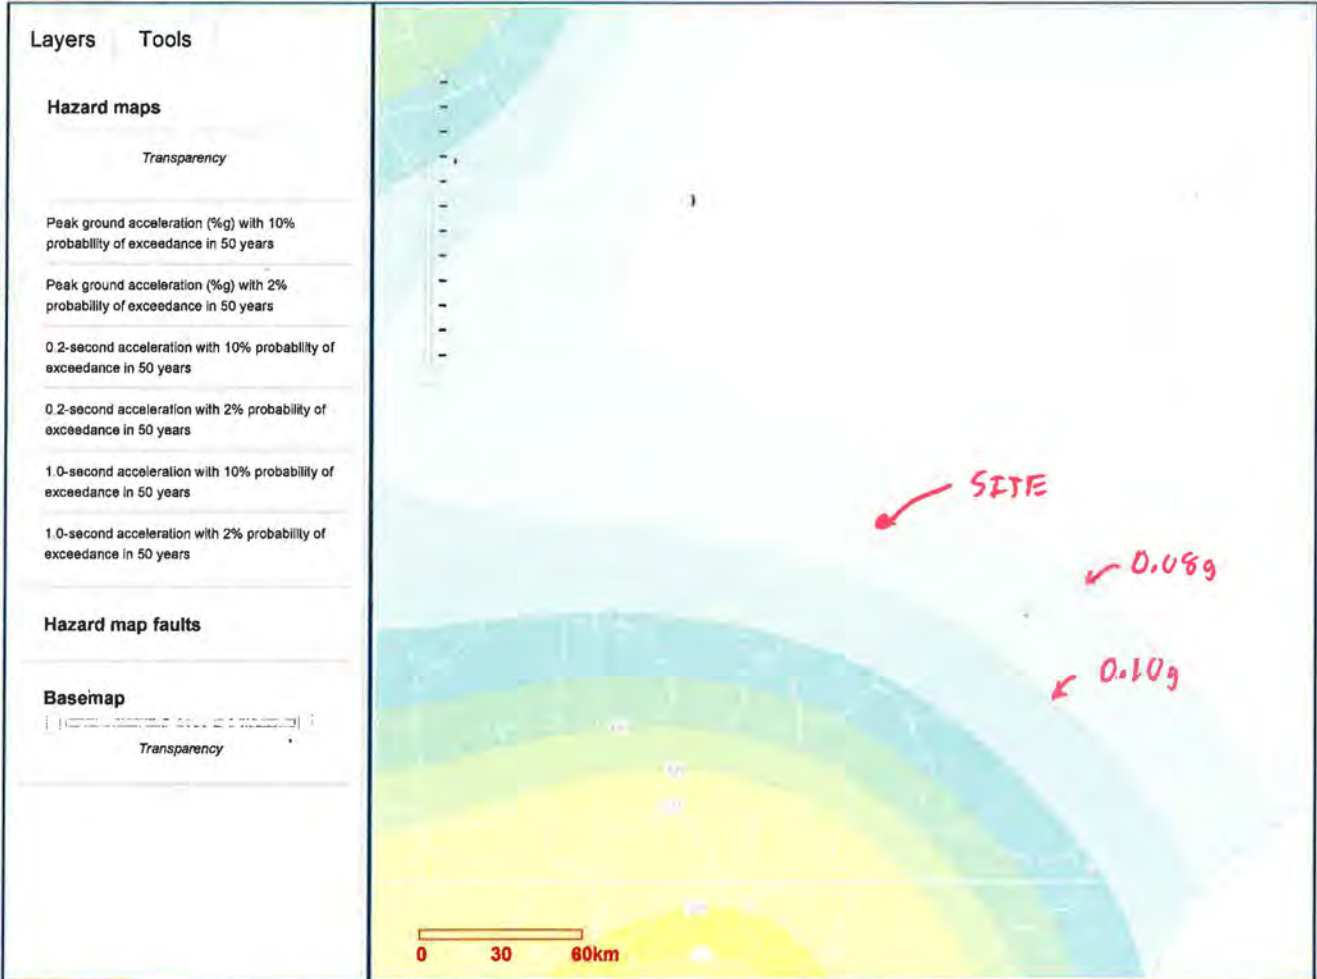 Layers Tools
Hazard maps
Transparency
Peak ground acceleration (%g) with 10%
probability of exceedance in 50 years
Peak ground acceleration (%g) with 2%
probability of exceedance in 50 years
0.2-second acceleration with 10% probability of
exceedance in 50 years
0.2-second acceleration with 2% probability of
exceedance in 50 years
1.0-second acceleration with 10% probability of
exceedance in 50 years
1.0-second acceleration with 2% probability of
exceedance in 50 years
Hazard map faults
Basemap
Transparency
SITE
0.08g
0.10g
0 30 60km